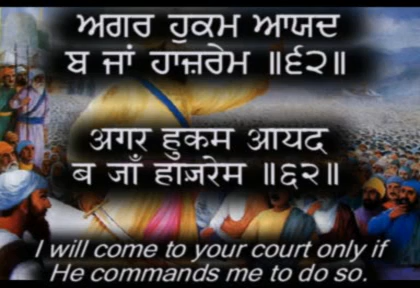 ਅਗਰ ਹੁਕਮ ਆਯਦ
ਬ ਜਾਂ ਹਾਜ਼ਰੇਮ ॥੬੨॥
अगर हुकम आयद
ब जाँ हाज़रेम ॥६२॥
I will come to your court only if
He commands me to do so.